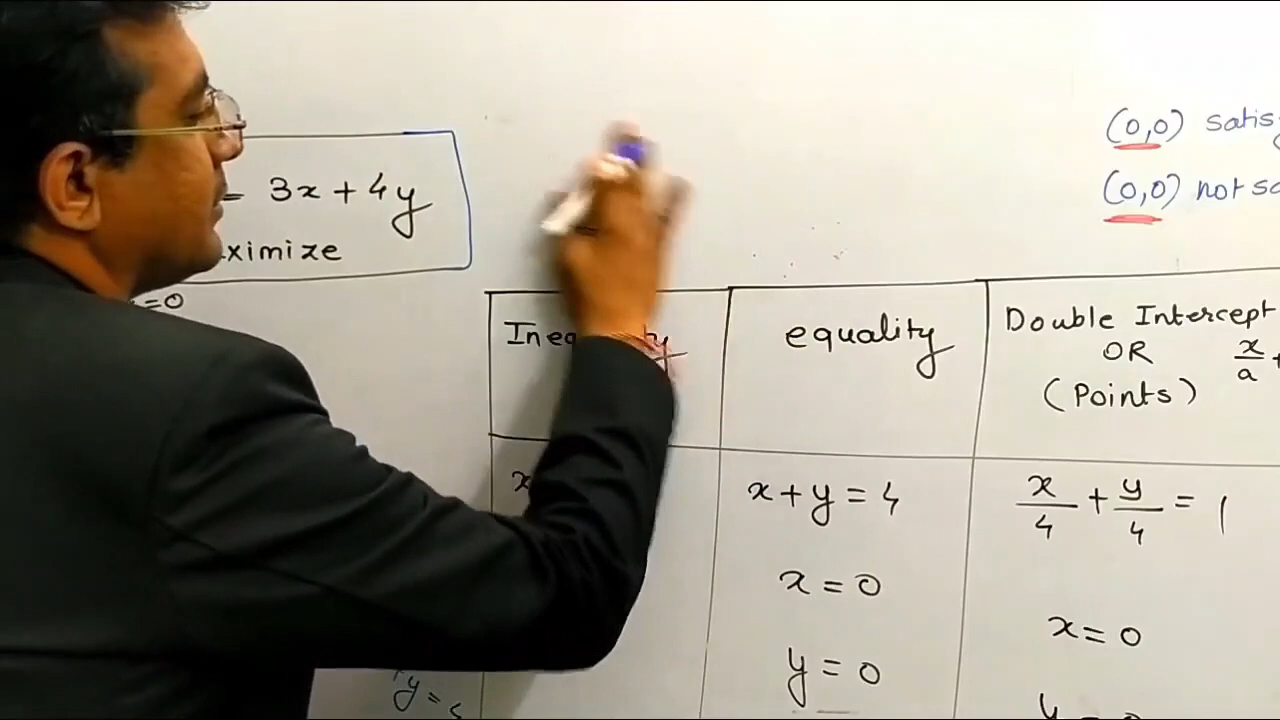 = 3x + 4y
ximize
=0
(0,0) satis
(0,0) not sa
equality
Double Intercept
OR
(Points)
x/a +
x
x + y = 4
x/4 + y/4 = 1
x = 0
x = 0
y = 0
y =